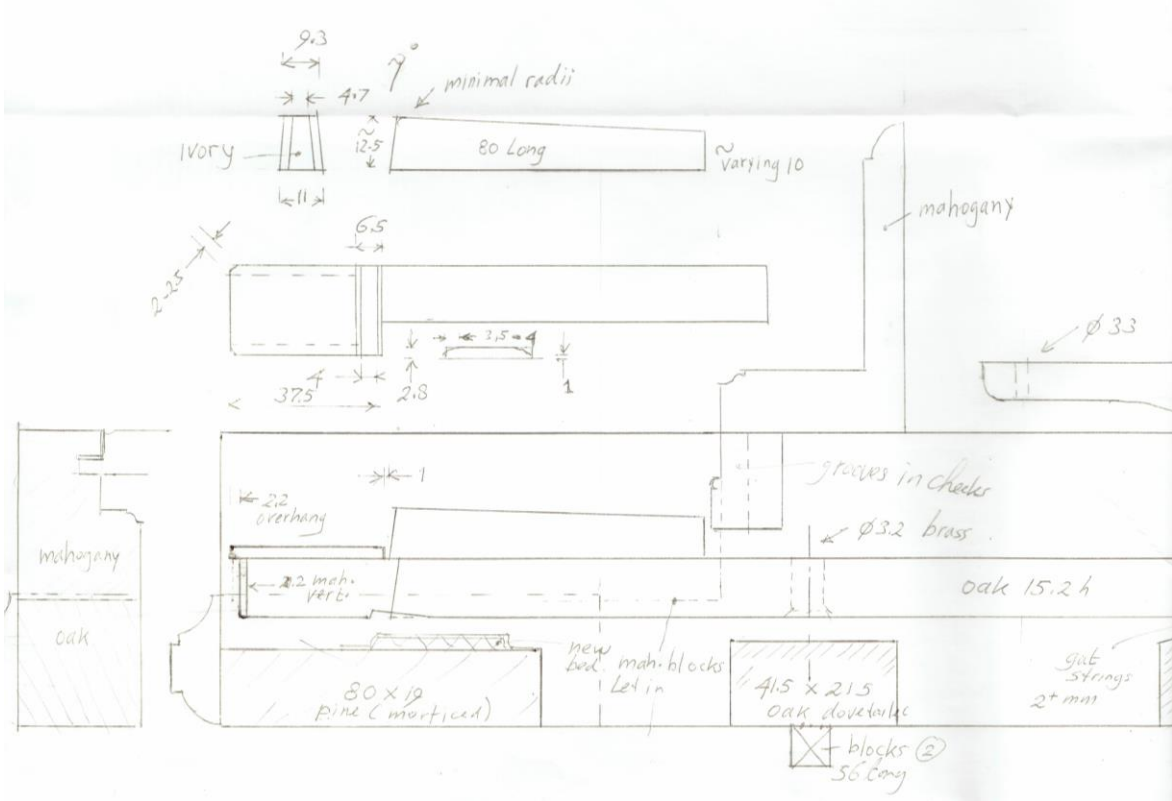 9.3
4.7
7°
minimal radii
Ivory
~
12.5
80 Long
~
varying 10
11
mahogany
6.5
2-2.5
3,5
4
1
2.8
4
37.5
Ø 3.3
1
grooves in cheeks
2.2
overhang
Ø3.2 brass
mahogany
2.2 mah.
vert.
oak 15.2 h
oak
new
mah. blocks
Let in
80 x 19
pine (morticed)
41.5 x 21.5
oak dovetailed
gut
strings
2+ mm
blocks ②
56 Long